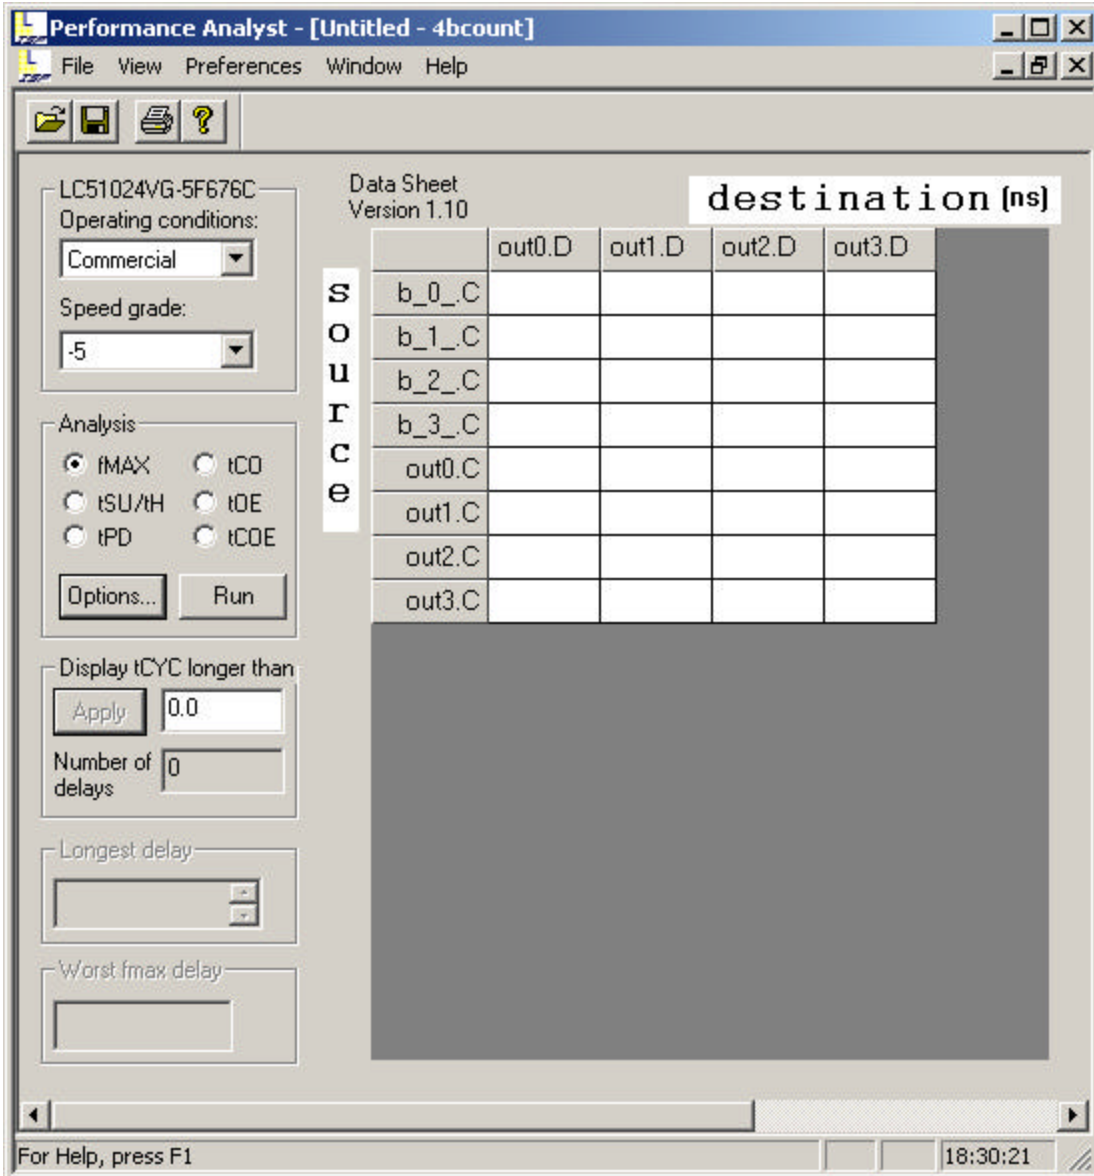 Performance Analyst - [Untitled - 4bcount]
File View Preferences Window Help
LC51024VG-5F676C
Operating conditions:
Commercial
Speed grade:
-5
Analysis
fMAX tCO
tSU/tH tOE
tPD tCOE
Options... Run
Display tCYC longer than
Apply 0.0
Number of delays 0
Longest delay
Worst fmax delay
Data Sheet
Version 1.10
destination (ns)
source
out0.D out1.D out2.D out3.D
b_0_.C
b_1_.C
b_2_.C
b_3_.C
out0.C
out1.C
out2.C
out3.C
For Help, press F1 18:30:21